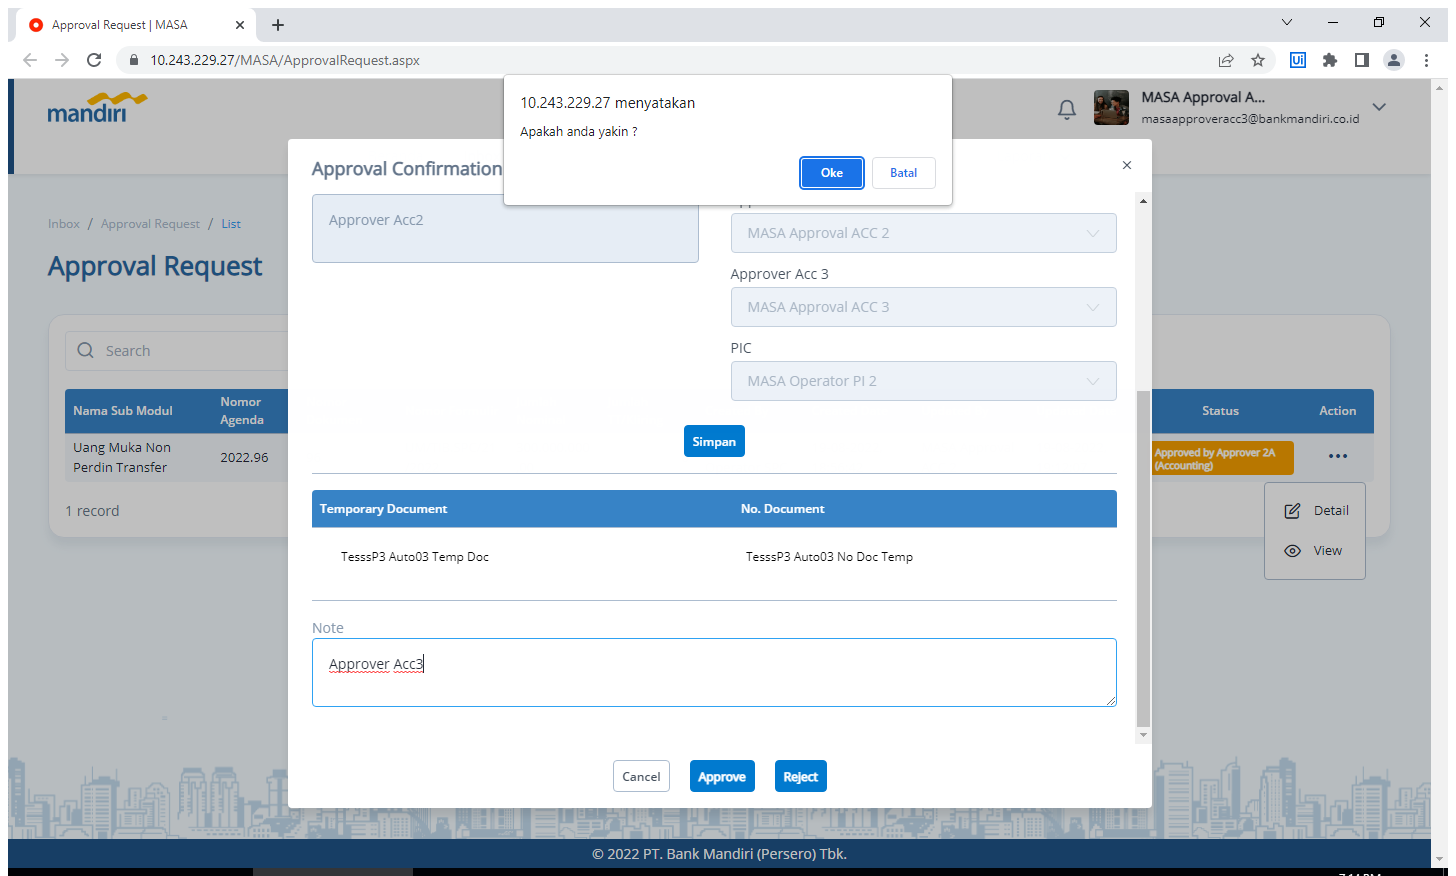 Approval Request | MASA
10.243.229.27/MASA/ApprovalRequest.aspx
Ui
mandiri
10.243.229.27 menyatakan
Apakah anda yakin ?
Oke
Batal
MASA Approval A...
masaapproveracc3@bankmandiri.co.id
Inbox / Approval Request / List
Approval Request
Search
Nama Sub Modul
Nomor Agenda
Status
Action
Uang Muka Non
Perdin Transfer
2022.96
Approved by Approver 2A
(Accounting)
1 record
Detail
View
Approval Confirmation
Approver Acc2
MASA Approval ACC 2
Approver Acc 3
MASA Approval ACC 3
PIC
MASA Operator PI 2
Simpan
Temporary Document
No. Document
TesssP3 Auto03 Temp Doc
TesssP3 Auto03 No Doc Temp
Note
Approver Acc3
Cancel
Approve
Reject
© 2022 PT. Bank Mandiri (Persero) Tbk.